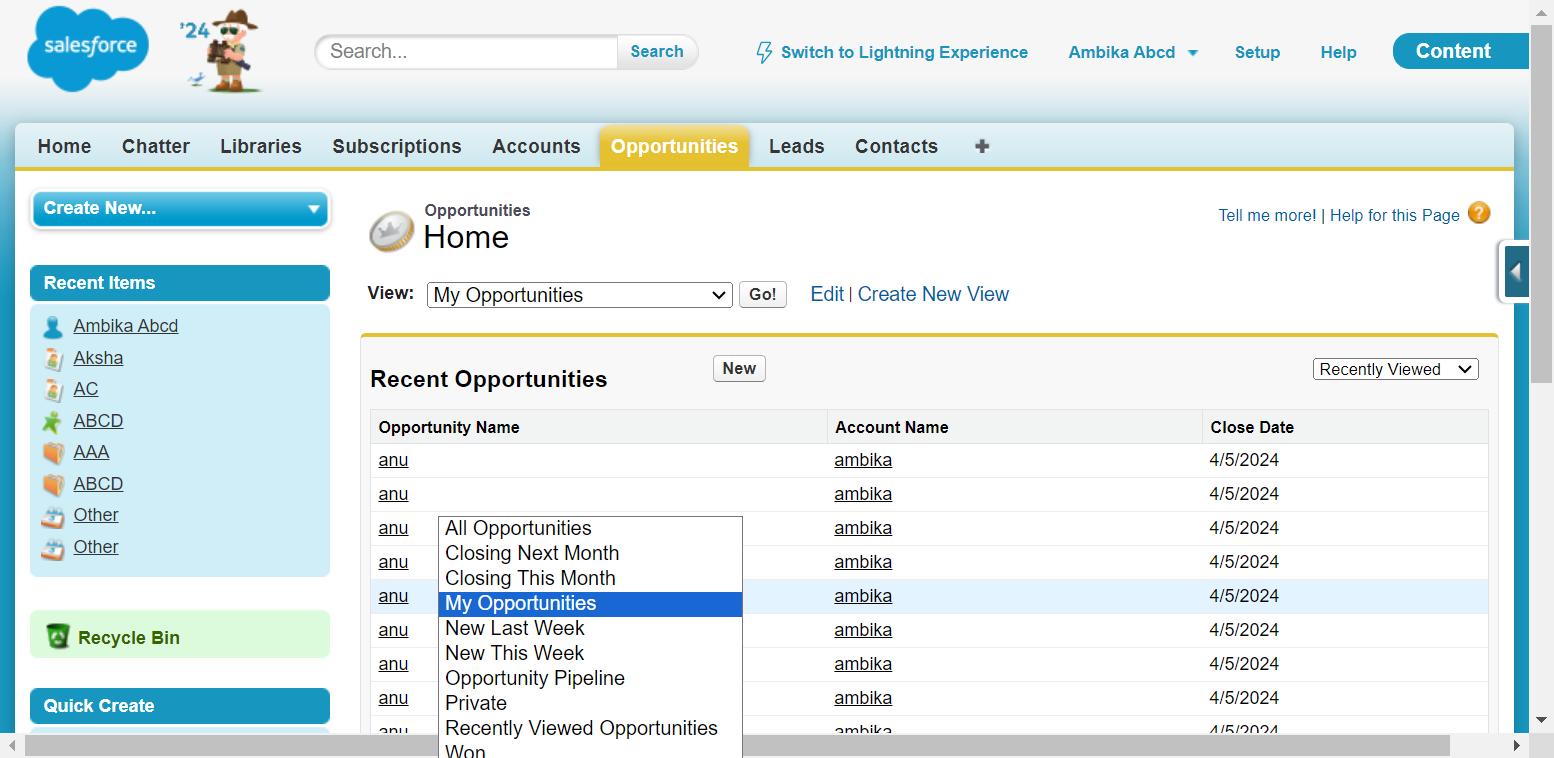 salesforce
'24
Search...
Search
Switch to Lightning Experience
Ambika Abcd
Setup
Help
Content
Home
Chatter
Libraries
Subscriptions
Accounts
Opportunities
Leads
Contacts
Create New...
Recent Items
Ambika Abcd
Aksha
AC
ABCD
AAA
ABCD
Other
Other
Recycle Bin
Quick Create
Opportunities
Home
Tell me more! | Help for this Page
View: My Opportunities Go! Edit | Create New View
Recent Opportunities
New
Recently Viewed
Opportunity Name Account Name Close Date
anu ambika 4/5/2024
anu ambika 4/5/2024
anu ambika 4/5/2024
anu ambika 4/5/2024
anu ambika 4/5/2024
anu ambika 4/5/2024
anu ambika 4/5/2024
anu ambika 4/5/2024
anu ambika 4/5/2024
All Opportunities
Closing Next Month
Closing This Month
My Opportunities
New Last Week
New This Week
Opportunity Pipeline
Private
Recently Viewed Opportunities
Won